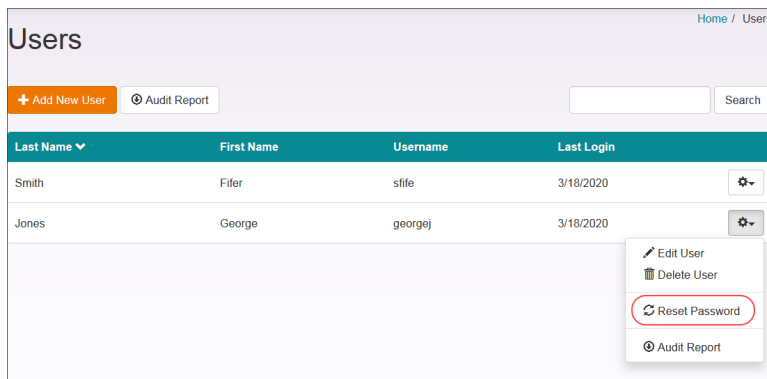 Home / User
Users
Add New User
Audit Report
Search
Last Name First Name Username Last Login
Smith Fifer sfife 3/18/2020
Jones George georgej 3/18/2020
Edit User
Delete User
Reset Password
Audit Report